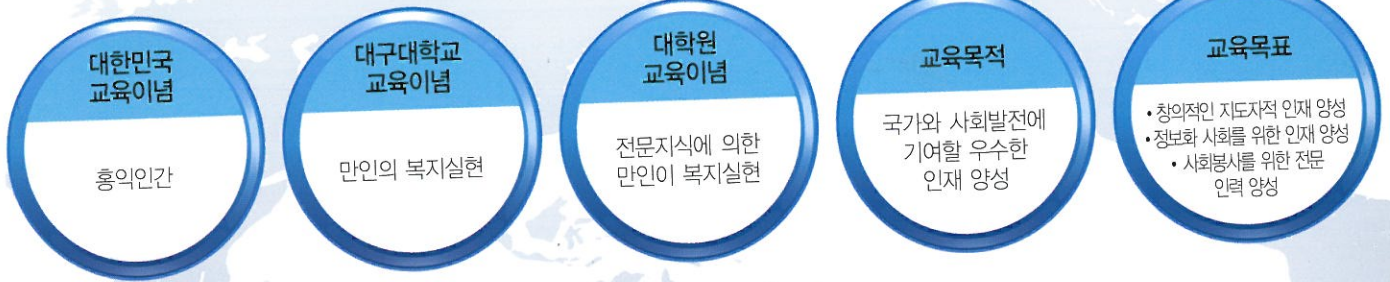 대한민국
교육이념
홍익인간
대구대학교
교육이념
만인의 복지실현
대학원
교육이념
전문지식에 의한
만인이 복지실현
교육목적
국가와 사회발전에
기여할 우수한
인재 양성
교육목표
• 창의적인 지도자적 인재 양성
• 정보화 사회를 위한 인재 양성
• 사회봉사를 위한 전문
인력 양성